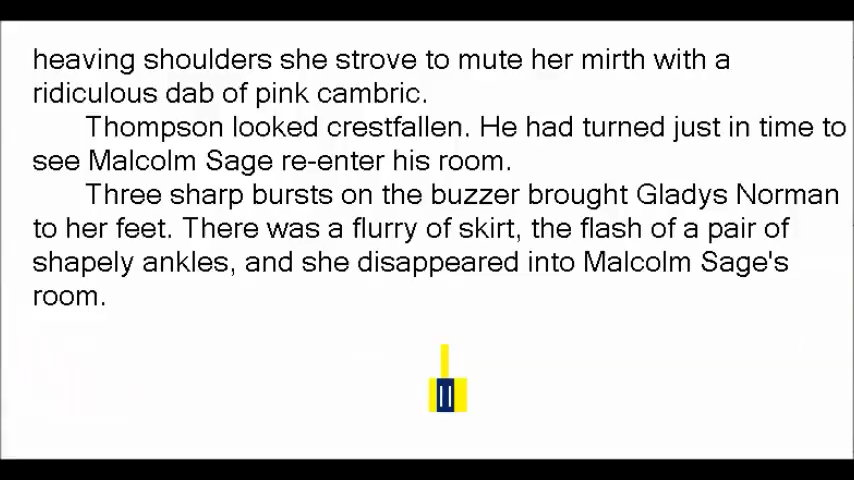 heaving shoulders she strove to mute her mirth with a
ridiculous dab of pink cambric.
Thompson looked crestfallen. He had turned just in time to
see Malcolm Sage re-enter his room.
Three sharp bursts on the buzzer brought Gladys Norman
to her feet. There was a flurry of skirt, the flash of a pair of
shapely ankles, and she disappeared into Malcolm Sage's
room.
II